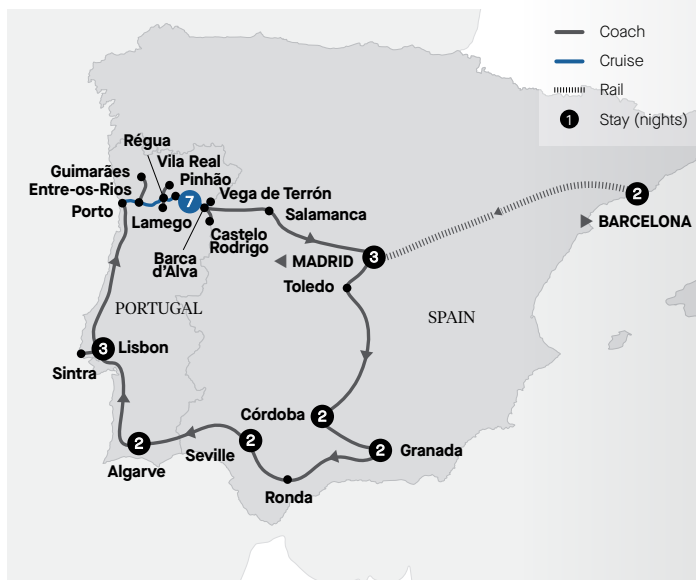 Coach
Cruise
Rail
1 Stay (nights)
Régua
Vila Real
Guimarães
Pinhão
Entre-os-Rios
7
Vega de Terrón
2
Porto
Lamego
Salamanca
BARCELONA
Castelo
Rodrigo
Barca
d’Alva
MADRID
3
Toledo
PORTUGAL
SPAIN
3
Lisbon
Sintra
Córdoba
2
2
Algarve
Seville
2
2
Granada
Ronda